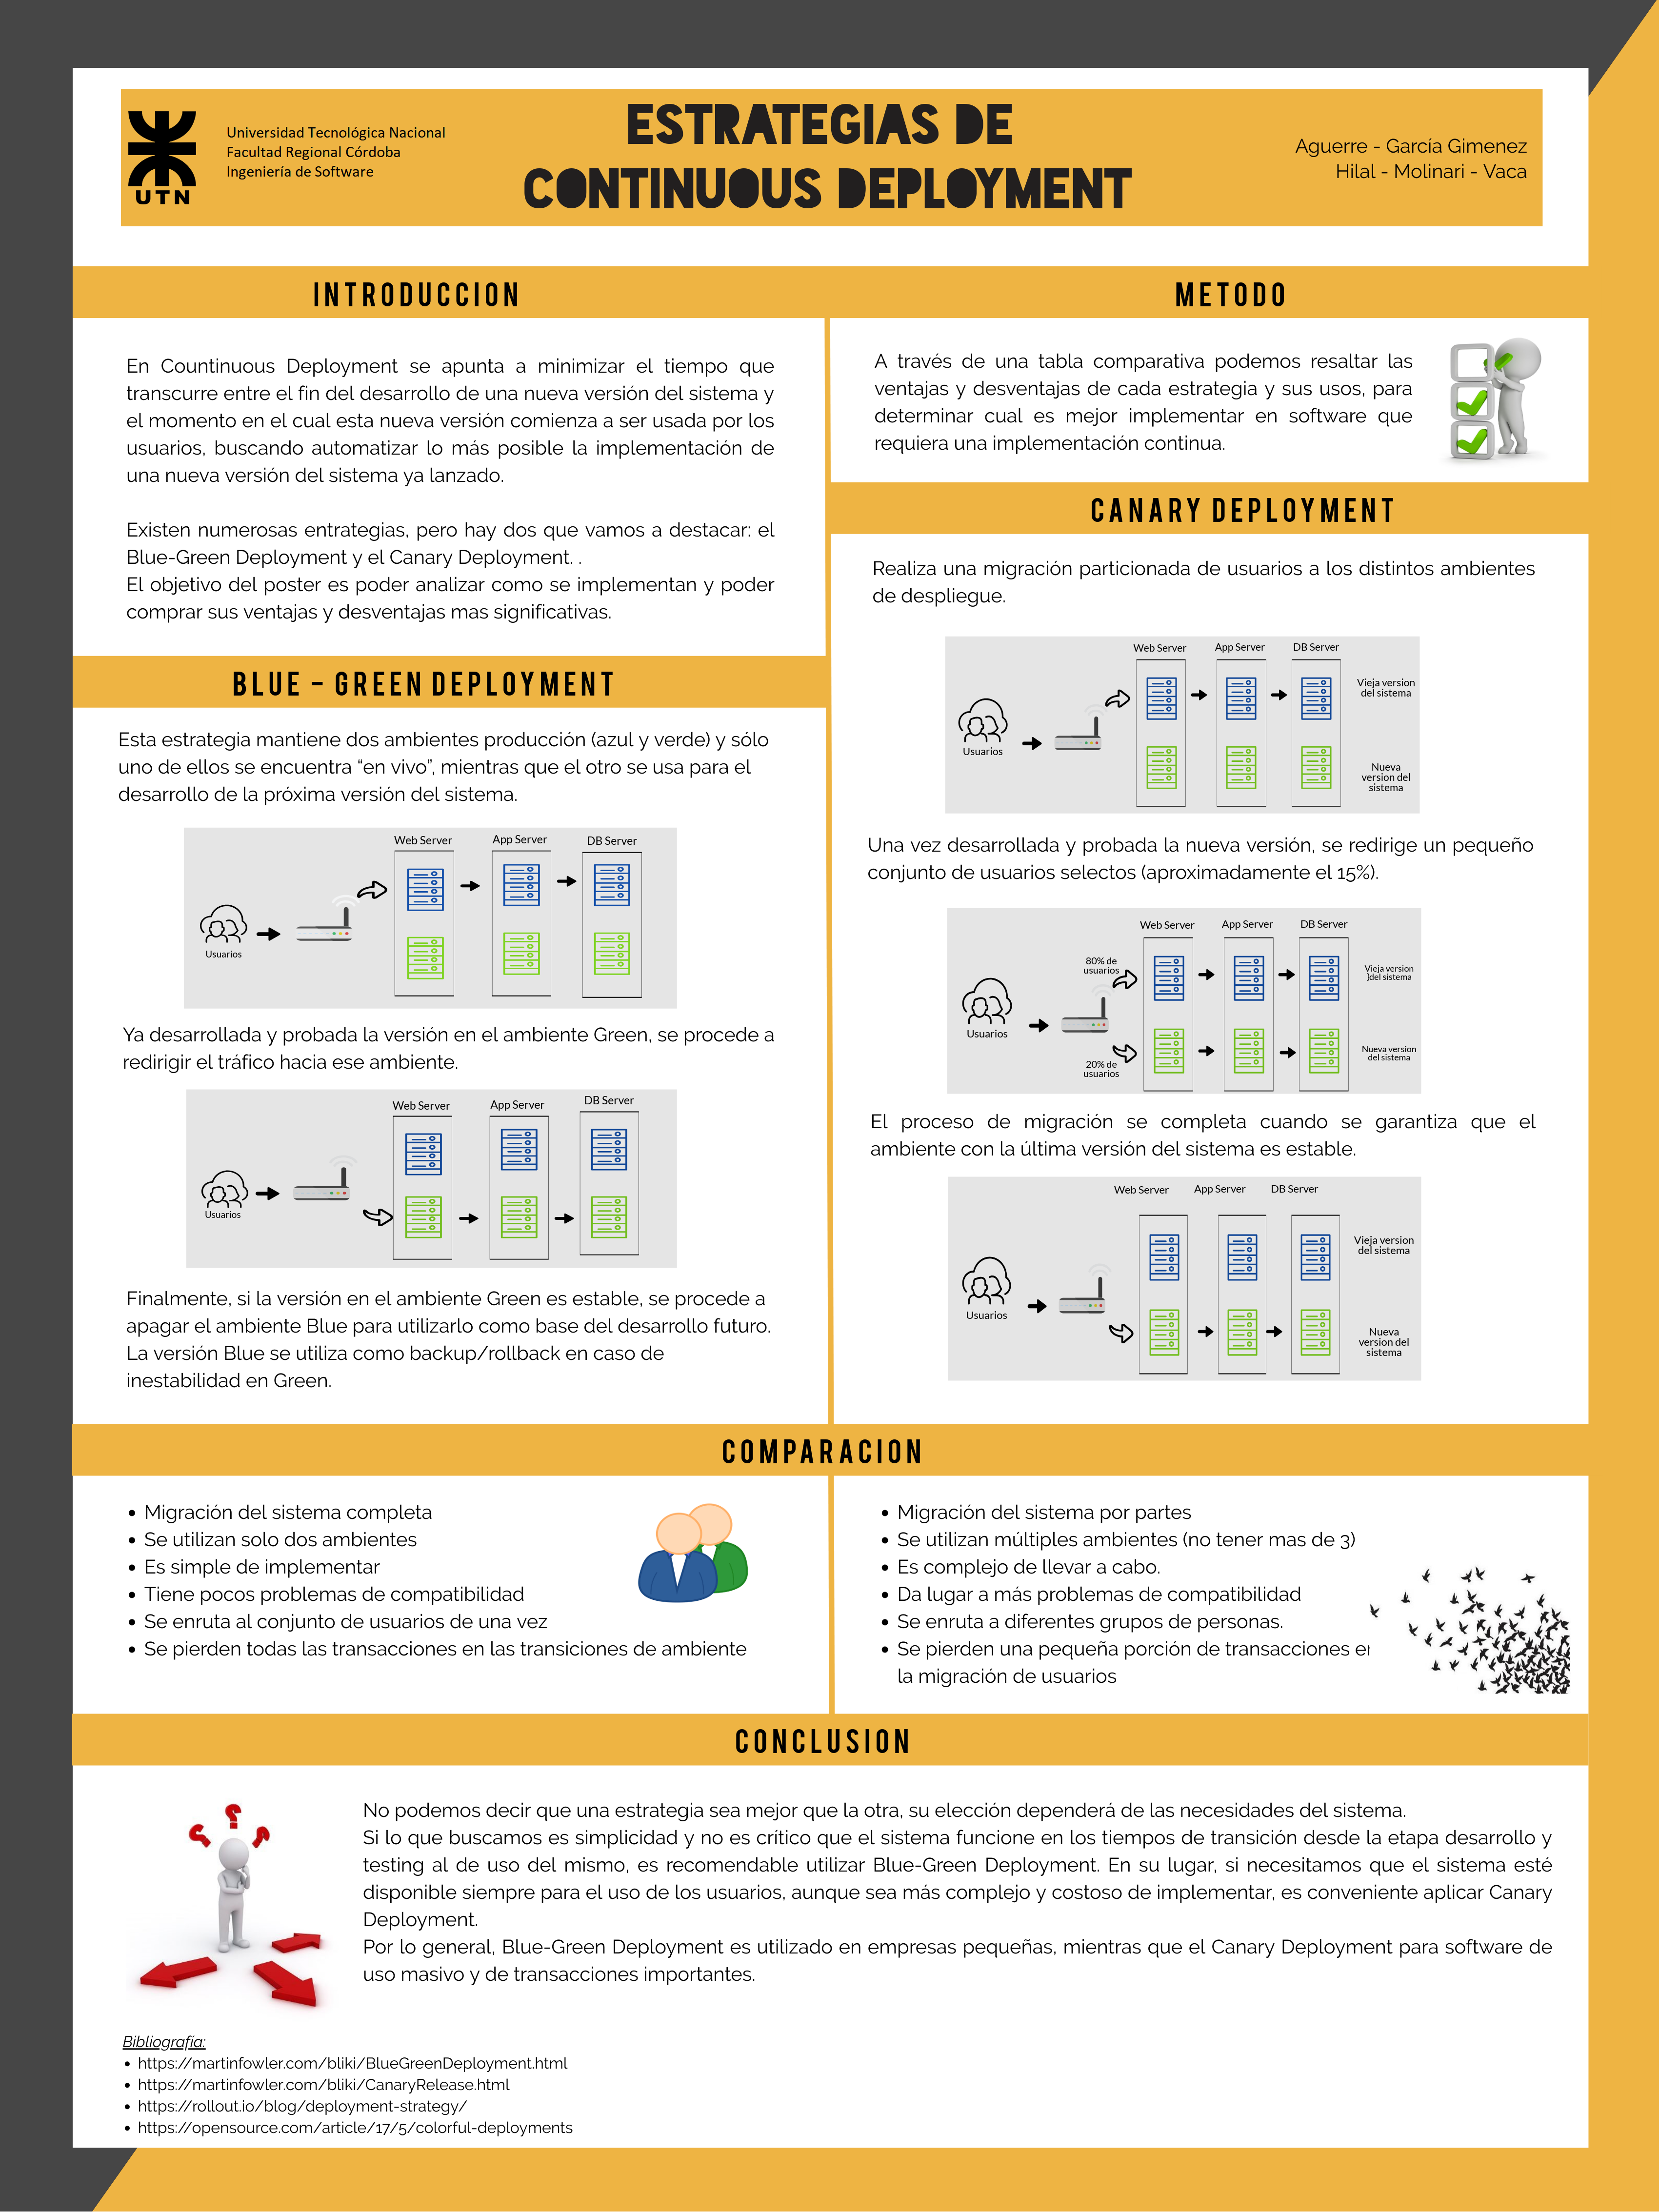 UTN
Universidad Tecnológica Nacional
Facultad Regional Córdoba
Ingeniería de Software
ESTRATEGIAS DE
CONTINUOUS DEPLOYMENT
Aguerre - García Gimenez
Hilal - Molinari - Vaca
INTRODUCCION
En Countinuous Deployment se apunta a minimizar el tiempo que
transcurre entre el fin del desarrollo de una nueva versión del sistema y
el momento en el cual esta nueva versión comienza a ser usada por los
usuarios, buscando automatizar lo más posible la implementación de
una nueva versión del sistema ya lanzado.
Existen numerosas entrategias, pero hay dos que vamos a destacar: el
Blue-Green Deployment y el Canary Deployment. .
El objetivo del poster es poder analizar como se implementan y poder
comprar sus ventajas y desventajas mas significativas.
BLUE - GREEN DEPLOYMENT
Esta estrategia mantiene dos ambientes producción (azul y verde) y sólo
uno de ellos se encuentra “en vivo”, mientras que el otro se usa para el
desarrollo de la próxima versión del sistema.
Web Server App Server DB Server
Usuarios
Ya desarrollada y probada la versión en el ambiente Green, se procede a
redirigir el tráfico hacia ese ambiente.
Web Server App Server DB Server
Usuarios
Finalmente, si la versión en el ambiente Green es estable, se procede a
apagar el ambiente Blue para utilizarlo como base del desarrollo futuro.
La versión Blue se utiliza como backup/rollback en caso de
inestabilidad en Green.
METODO
A través de una tabla comparativa podemos resaltar las
ventajas y desventajas de cada estrategia y sus usos, para
determinar cual es mejor implementar en software que
requiera una implementación continua.
CANARY DEPLOYMENT
Realiza una migración particionada de usuarios a los distintos ambientes
de despliegue.
Web Server App Server DB Server
Vieja version
del sistema
Usuarios
Nueva
version del
sistema
Una vez desarrollada y probada la nueva versión, se redirige un pequeño
conjunto de usuarios selectos (aproximadamente el 15%).
Web Server App Server DB Server
80% de
usuarios
Vieja version
]del sistema
Usuarios
20% de
usuarios
Nueva version
del sistema
El proceso de migración se completa cuando se garantiza que el
ambiente con la última versión del sistema es estable.
Web Server App Server DB Server
Vieja version
del sistema
Usuarios
Nueva
version del
sistema
COMPARACION
• Migración del sistema completa
• Se utilizan solo dos ambientes
• Es simple de implementar
• Tiene pocos problemas de compatibilidad
• Se enruta al conjunto de usuarios de una vez
• Se pierden todas las transacciones en las transiciones de ambiente
• Migración del sistema por partes
• Se utilizan múltiples ambientes (no tener mas de 3)
• Es complejo de llevar a cabo.
• Da lugar a más problemas de compatibilidad
• Se enruta a diferentes grupos de personas.
• Se pierden una pequeña porción de transacciones en
la migración de usuarios
CONCLUSION
No podemos decir que una estrategia sea mejor que la otra, su elección dependerá de las necesidades del sistema.
Si lo que buscamos es simplicidad y no es crítico que el sistema funcione en los tiempos de transición desde la etapa desarrollo y
testing al de uso del mismo, es recomendable utilizar Blue-Green Deployment. En su lugar, si necesitamos que el sistema esté
disponible siempre para el uso de los usuarios, aunque sea más complejo y costoso de implementar, es conveniente aplicar Canary
Deployment.
Por lo general, Blue-Green Deployment es utilizado en empresas pequeñas, mientras que el Canary Deployment para software de
uso masivo y de transacciones importantes.
Bibliografía:
• https://martinfowler.com/bliki/BlueGreenDeployment.html
• https://martinfowler.com/bliki/CanaryRelease.html
• https://rollout.io/blog/deployment-strategy/
• https://opensource.com/article/17/5/colorful-deployments